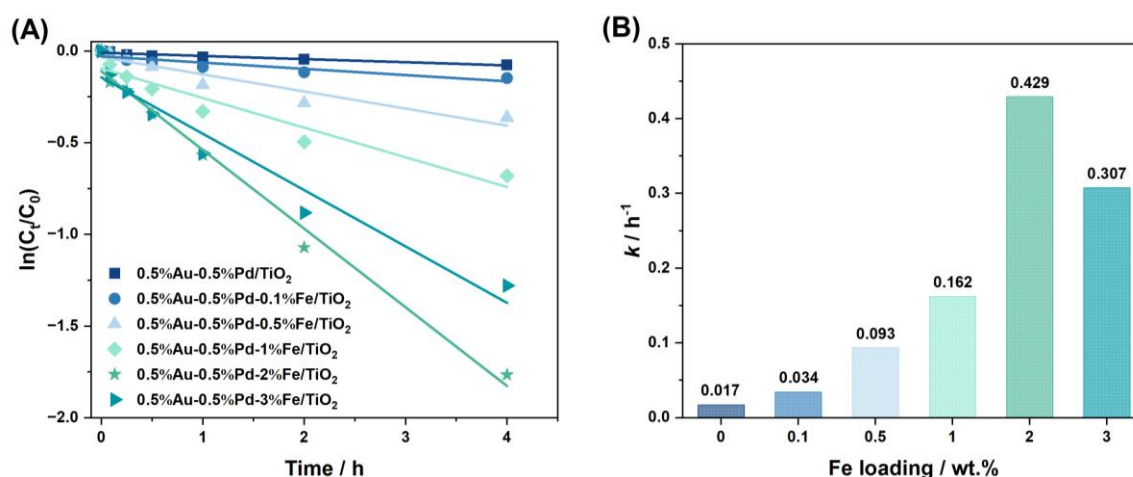 (A)
ln(Cₜ/C₀)
0.0
−0.5
−1.0
−1.5
−2.0
0.5%Au-0.5%Pd/TiO₂
0.5%Au-0.5%Pd-0.1%Fe/TiO₂
0.5%Au-0.5%Pd-0.5%Fe/TiO₂
0.5%Au-0.5%Pd-1%Fe/TiO₂
0.5%Au-0.5%Pd-2%Fe/TiO₂
0.5%Au-0.5%Pd-3%Fe/TiO₂
0 1 2 3 4
Time / h
(B)
k / h⁻¹
0.5
0.4
0.3
0.2
0.1
0.0
0.017
0.034
0.093
0.162
0.429
0.307
0 0.1 0.5 1 2 3
Fe loading / wt.%